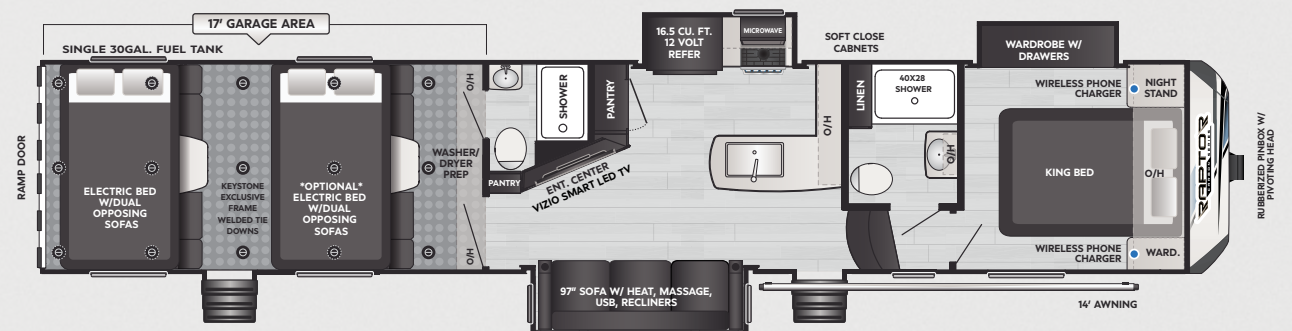 17' GARAGE AREA
SINGLE 30GAL. FUEL TANK
RAMP DOOR
ELECTRIC BED
W/DUAL
OPPOSING
SOFAS
KEYSTONE
EXCLUSIVE
FRAME
WELDED TIE
DOWNS
*OPTIONAL*
ELECTRIC BED
W/DUAL
OPPOSING
SOFAS
O/H
WASHER/
DRYER
PREP
O/H
SHOWER
PANTRY
PANTRY
ENT. CENTER
VIZIO SMART LED TV
16.5 CU. FT.
12 VOLT
REFER
MICROWAVE
97" SOFA W/ HEAT, MASSAGE,
USB, RECLINERS
O/H
SOFT CLOSE
CABNETS
LINEN
40X28
SHOWER
O/H
WARDROBE W/
DRAWERS
WIRELESS PHONE
CHARGER
NIGHT
STAND
KING BED
O/H
WIRELESS PHONE
CHARGER
WARD.
14' AWNING
RAPTOR
RUBBERIZED PINBOX W/
PIVOTING HEAD